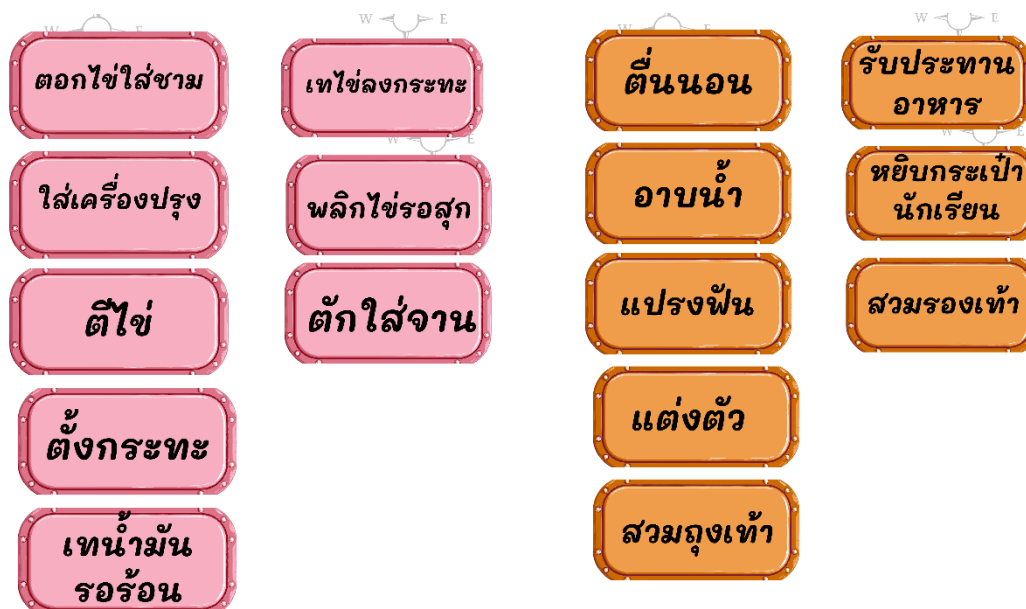 W E
W E
W E
ตอกไข่ใส่ชาม
ใส่เครื่องปรุง
ตีไข่
ตั้งกระทะ
เทน้ำมัน
รอร้อน
เทไข่ลงกระทะ
W E
พลิกไข่รอสุก
ตักใส่จาน
ตื่นนอน
อาบน้ำ
แปรงฟัน
แต่งตัว
สวมถุงเท้า
รับประทาน
อาหาร
W E
หยิบกระเป๋า
นักเรียน
สวมรองเท้า